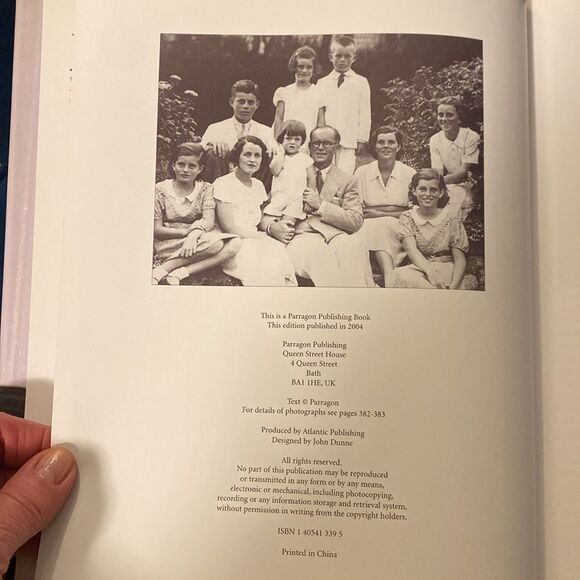 This is a Parragon Publishing Book
This edition published in 2004
Parragon Publishing
Queen Street House
4 Queen Street
Bath
BA1 1HE, UK
Text © Parragon
For details of photographs see pages 382-383
Produced by Atlantic Publishing
Designed by John Dunne
All rights reserved.
No part of this publication may be reproduced
or transmitted in any form or by any means,
electronic or mechanical, including photocopying,
recording or any information storage and retrieval system,
without permission in writing from the copyright holders.
ISBN 1 40541 339 5
Printed in China